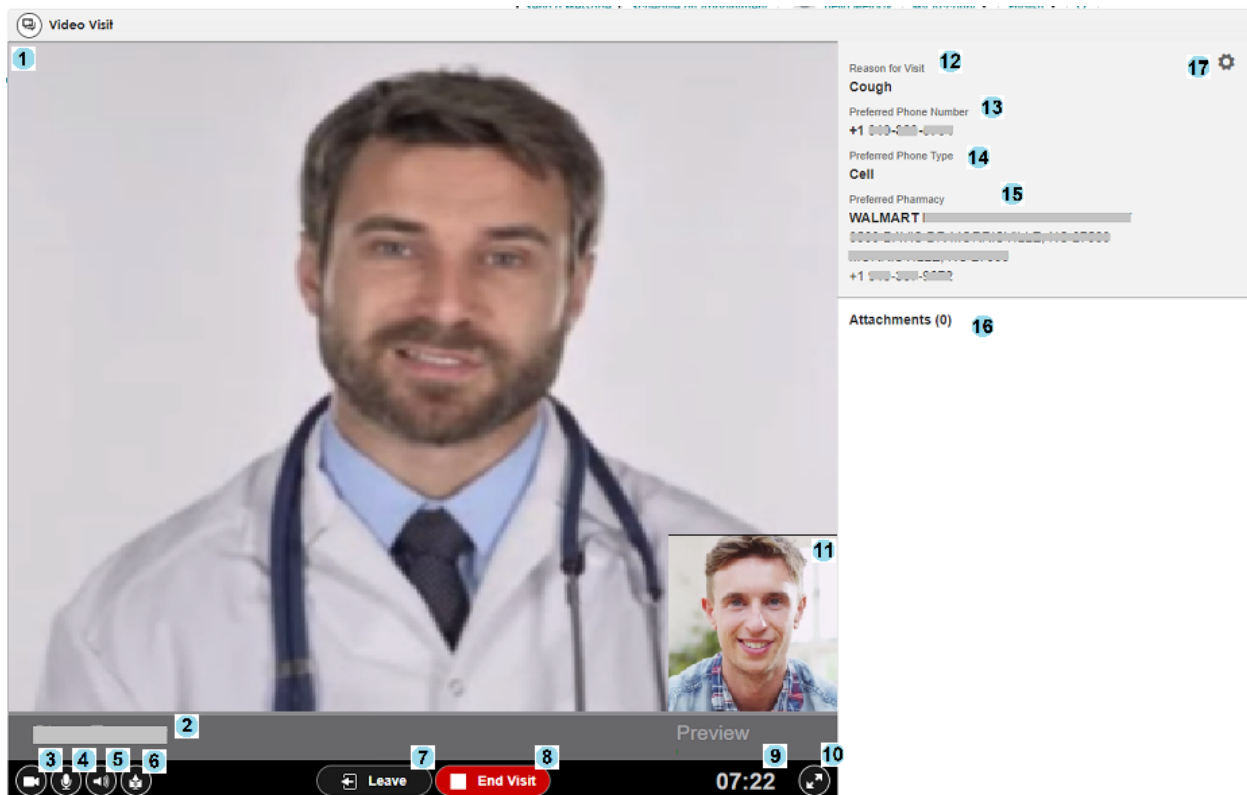 Video Visit
1
Reason for Visit 12
17
Cough
Preferred Phone Number 13
+1
Preferred Phone Type 14
Cell
Preferred Pharmacy 15
WALMART
+1
Attachments (0) 16
11
2
Preview
3 4 5 6 7 8 9 10
Leave End Visit 07:22